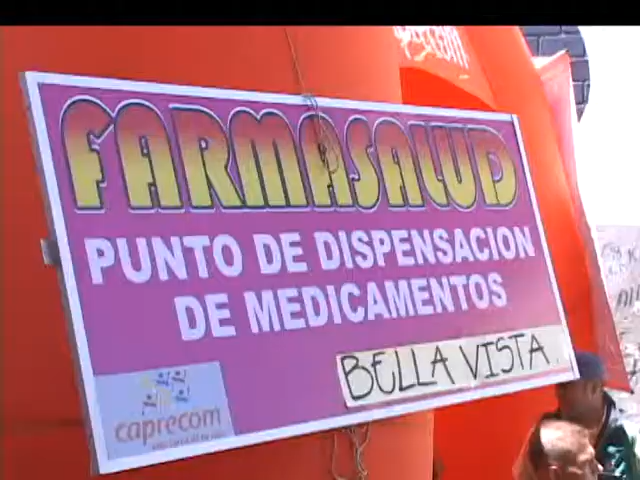 FARMASALUD
PUNTO DE DISPENSACION
DE MEDICAMENTOS
BELLA VISTA
caprecom